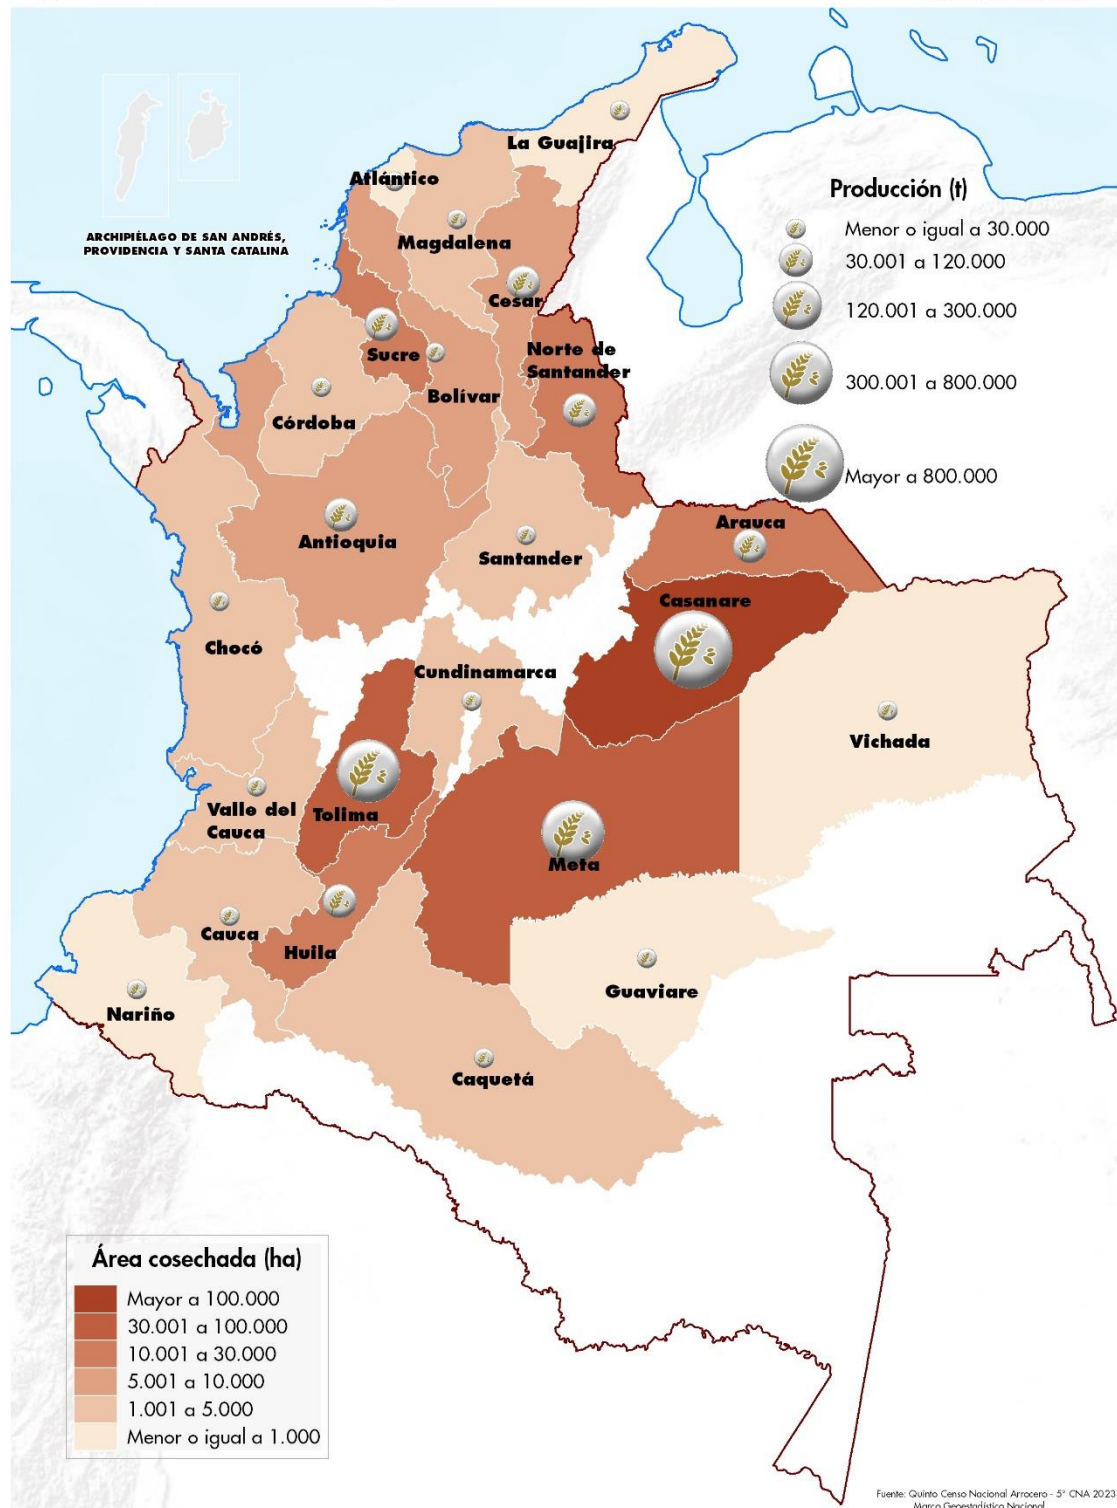 La Guajira
Atlántico
Magdalena
ARCHIPIÉLAGO DE SAN ANDRÉS,
PROVIDENCIA Y SANTA CATALINA
Cesar
Sucre
Norte de
Santander
Bolívar
Córdoba
Antioquia
Santander
Arauca
Casanare
Chocó
Cundinamarca
Vichada
Valle del
Cauca
Tolima
Meta
Cauca
Huila
Guaviare
Nariño
Caquetá
Producción (t)
Menor o igual a 30.000
30.001 a 120.000
120.001 a 300.000
300.001 a 800.000
Mayor a 800.000
Área cosechada (ha)
Mayor a 100.000
30.001 a 100.000
10.001 a 30.000
5.001 a 10.000
1.001 a 5.000
Menor o igual a 1.000
Fuente: Quinto Censo Nacional Arrocero - 5° CNA 2023
Marco Geoestadístico Nacional